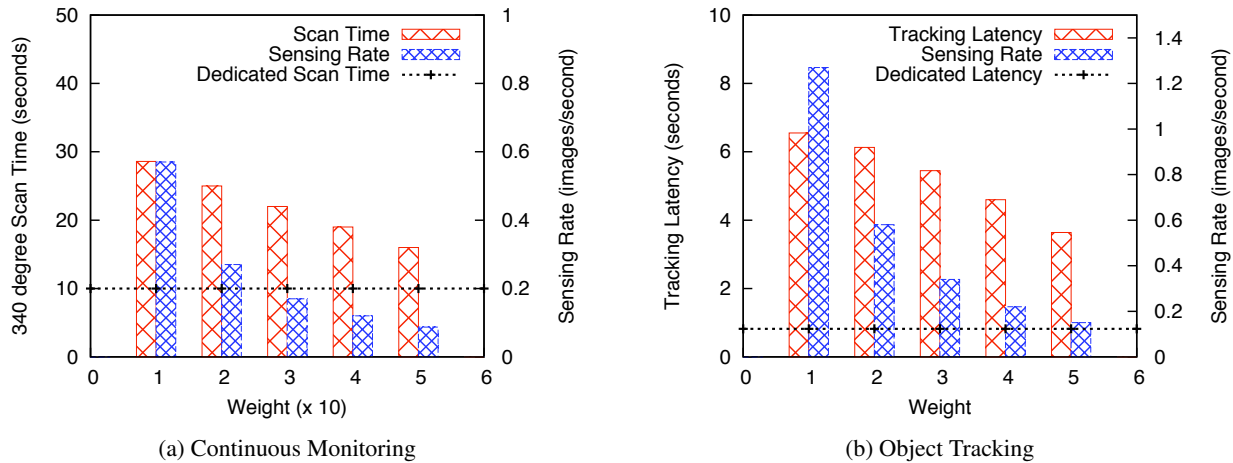 50
40
30
20
10
0
340 degree Scan Time (seconds)
Scan Time
Sensing Rate
Dedicated Scan Time
1
0.8
0.6
0.4
0.2
0
Sensing Rate (images/second)
0 1 2 3 4 5 6
Weight (x 10)
(a) Continuous Monitoring
10
8
6
4
2
0
Tracking Latency (seconds)
Tracking Latency
Sensing Rate
Dedicated Latency
1.4
1.2
1
0.8
0.6
0.4
0.2
0
Sensing Rate (images/second)
0 1 2 3 4 5 6
Weight
(b) Object Tracking